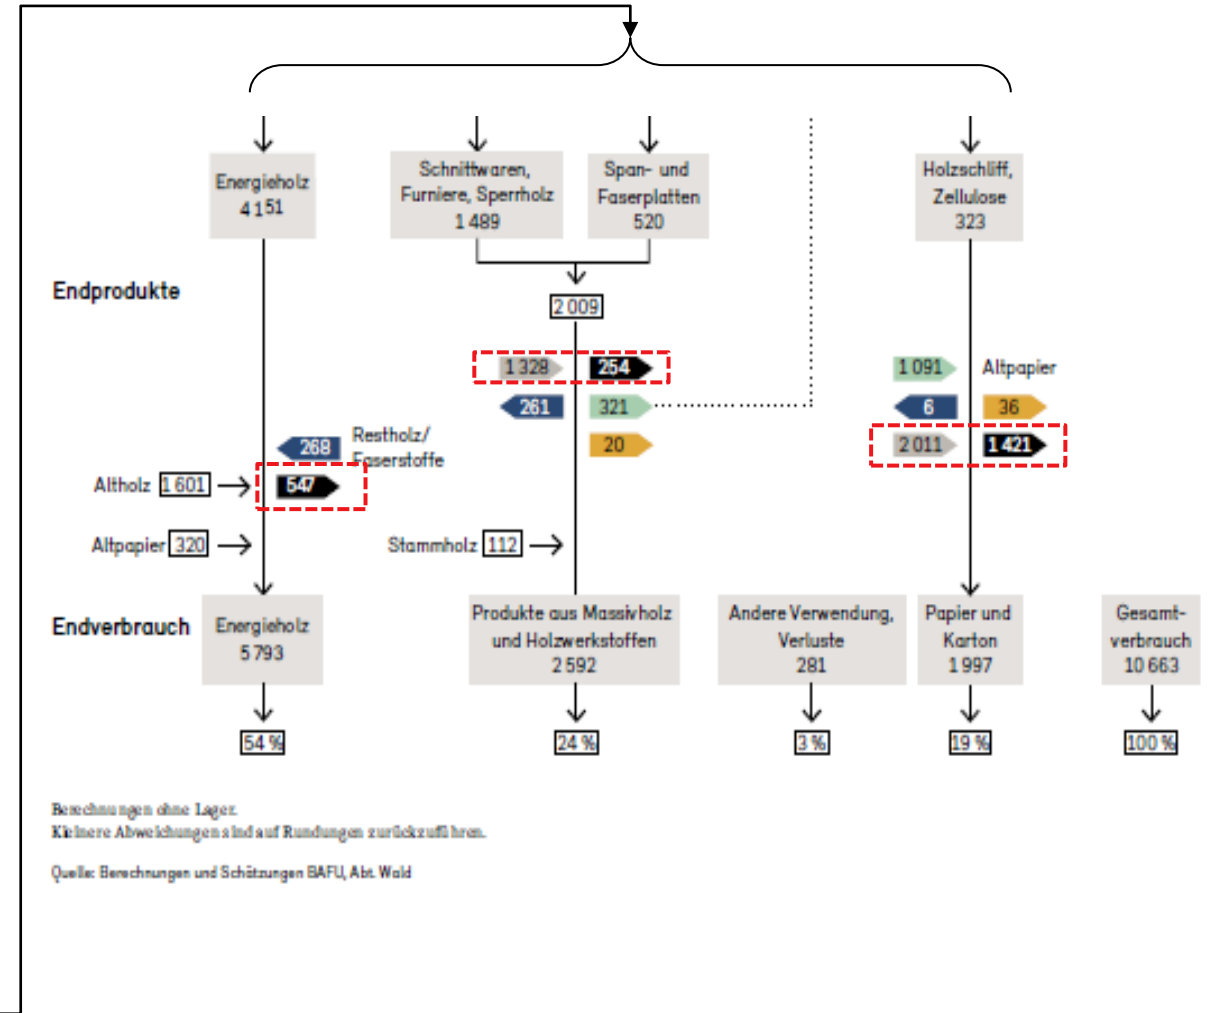 Energieholz
4 151
Schnittwaren,
Furniere, Sperrholz
1 489
Span- und
Faserplatten
520
Holzschliff,
Zellulose
323
Endprodukte
2 009
1 328
254
261
321
20
1 091
Altpapier
6
36
2 011
1 421
268
Restholz/
Faserstoffe
Altholz 1 601
547
Altpapier 320
Stammholz 112
Endverbrauch
Energieholz
5 793
Produkte aus Massivholz
und Holzwerkstoffen
2 592
Andere Verwendung,
Verluste
281
Papier und
Karton
1 997
Gesamt-
verbrauch
10 663
54 %
24 %
3 %
19 %
100 %
Berechnungen ohne Lager.
Kleinere Abweichungen sind auf Rundungen zurückzuführen.
Quelle: Berechnungen und Schätzungen BAFU, Abt. Wald